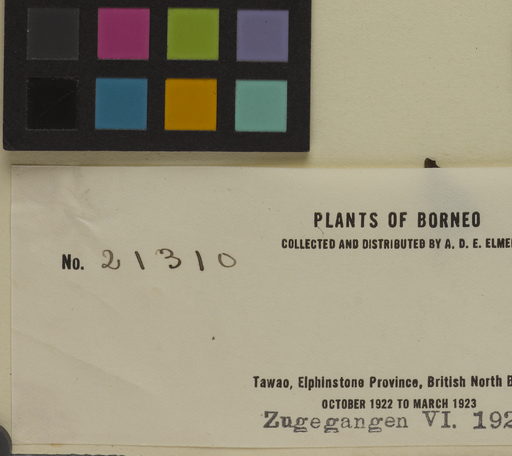 PLANTS OF BORNEO
COLLECTED AND DISTRIBUTED BY A. D. E. ELME
No. 21310
Tawao, Elphinstone Province, British North B
OCTOBER 1922 TO MARCH 1923
Zugegangen VI. 192